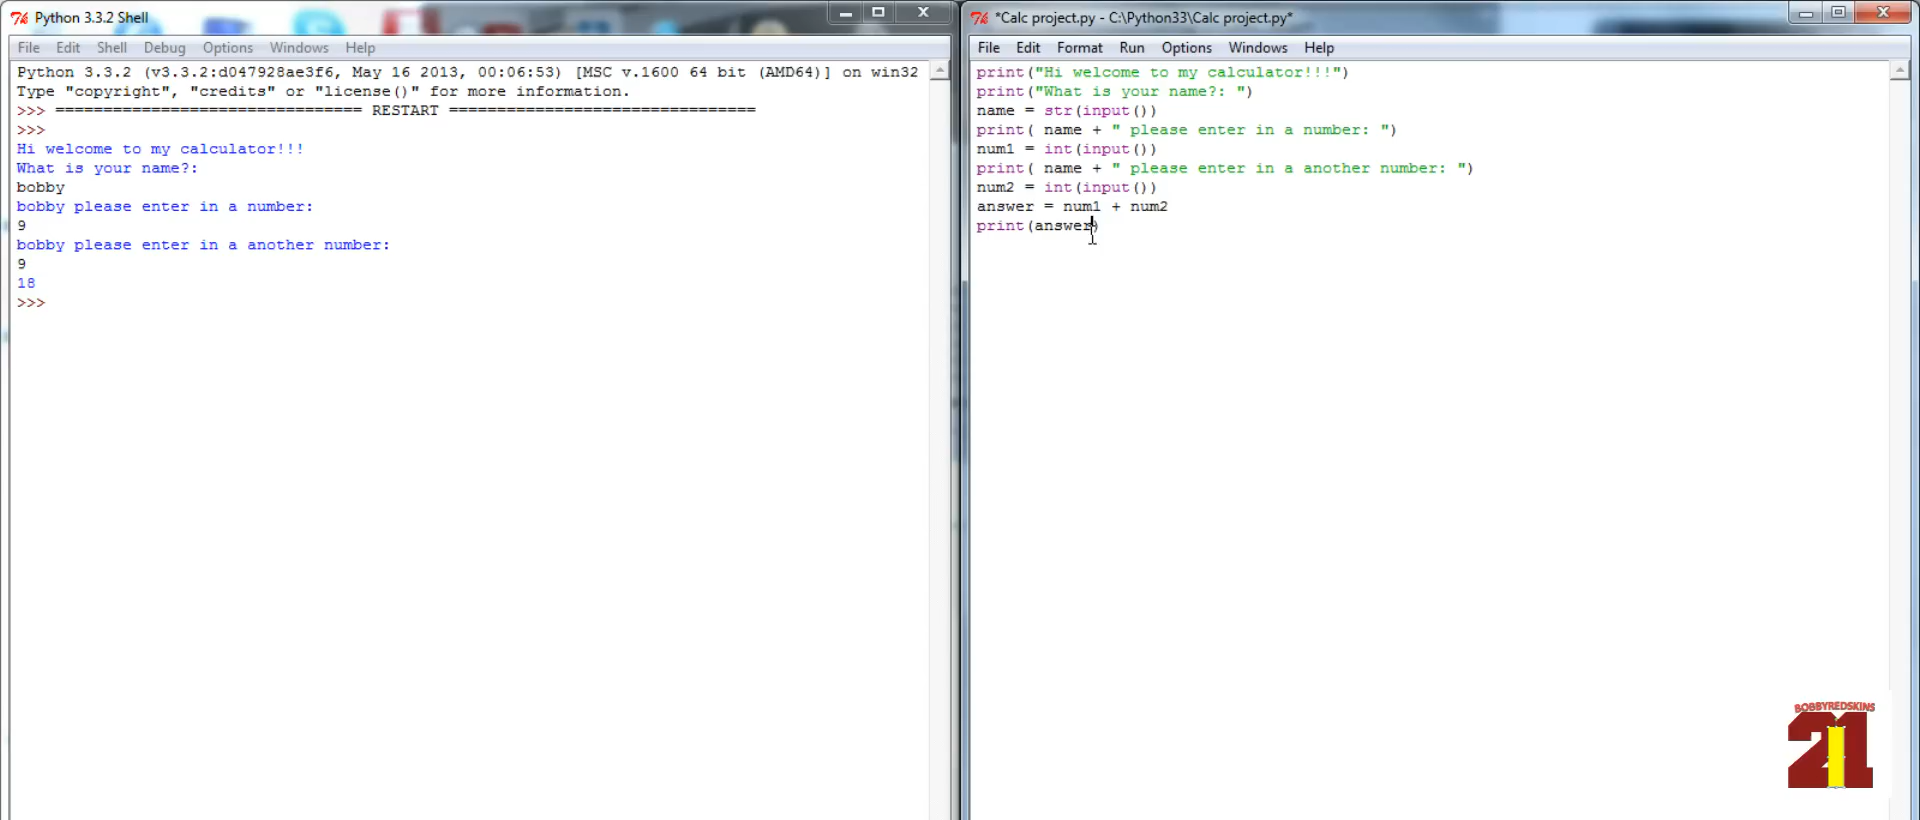 Python 3.3.2 Shell
File Edit Shell Debug Options Windows Help
Python 3.3.2 (v3.3.2:d047928ae3f6, May 16 2013, 00:06:53) [MSC v.1600 64 bit (AMD64)] on win32
Type "copyright", "credits" or "license()" for more information.
>>> ================================ RESTART ================================
>>>
Hi welcome to my calculator!!!
What is your name?:
bobby
bobby please enter in a number:
9
bobby please enter in a another number:
9
18
>>>
*Calc project.py - C:\Python33\Calc project.py*
File Edit Format Run Options Windows Help
print("Hi welcome to my calculator!!!")
print("What is your name?: ")
name = str(input())
print( name + " please enter in a number: ")
num1 = int(input())
print( name + " please enter in a another number: ")
num2 = int(input())
answer = num1 + num2
print(answer)
BOBBYREDSKINS
21